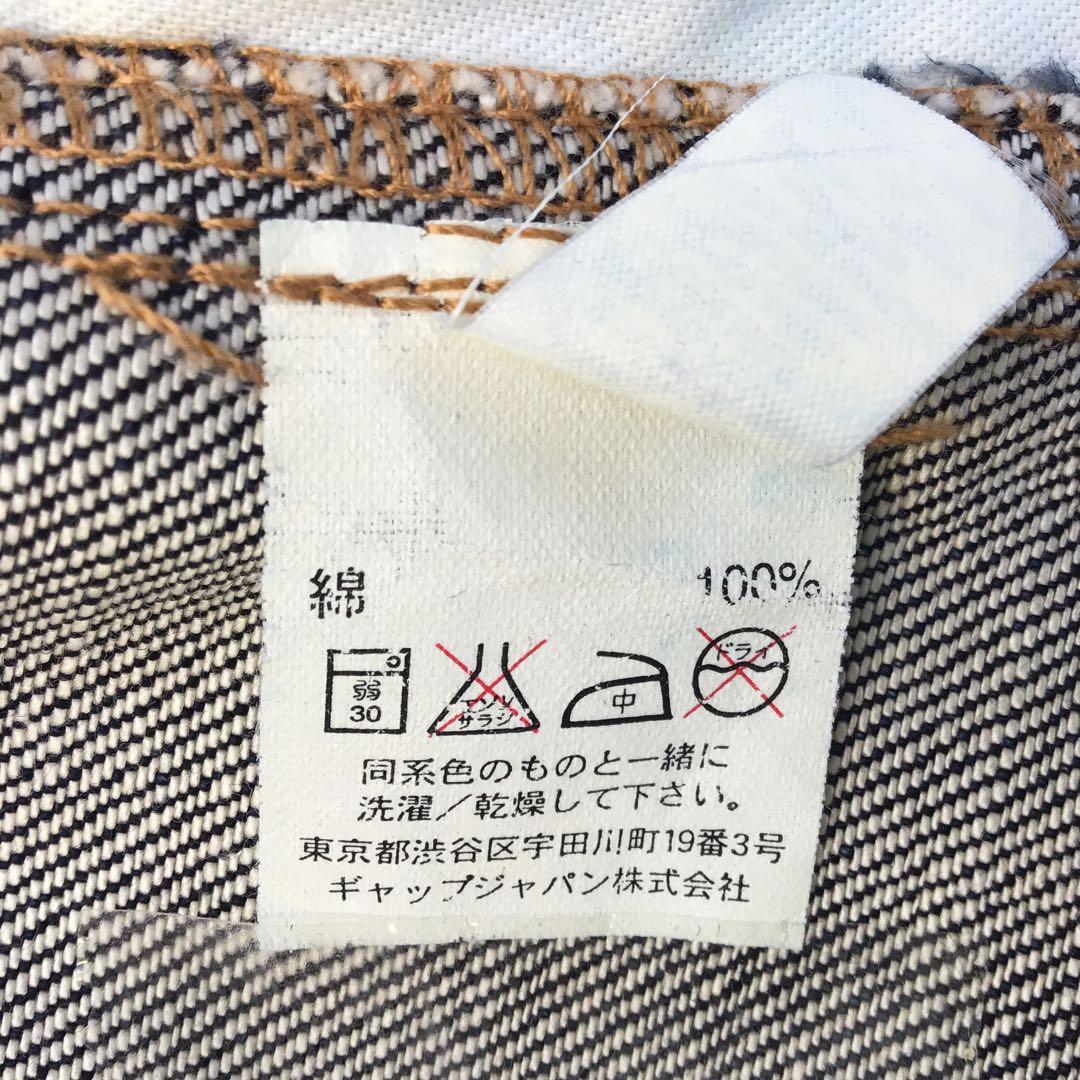 綿 100%
弱 30
エンソ サラシ
中
ドライ
同系色のものと一緒に
洗濯/乾燥して下さい。
東京都渋谷区宇田川町19番3号
ギャップジャパン株式会社